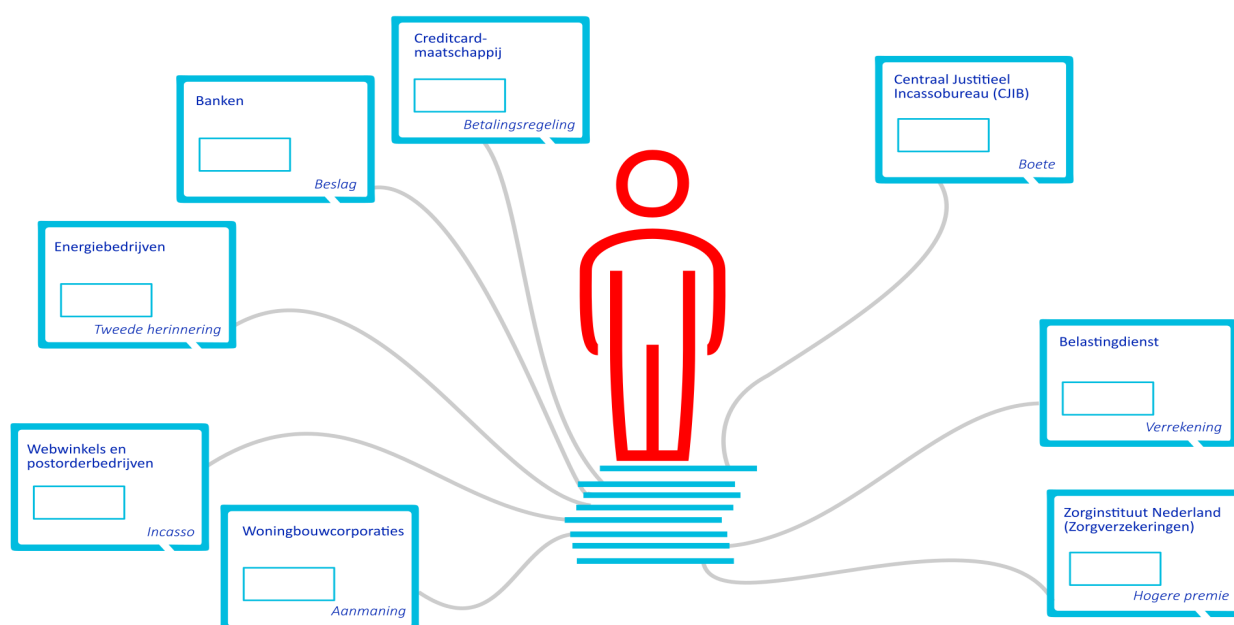 Creditcard-
maatschappij
Betalingsregeling
Centraal Justitieel
Incassobureau (CJIB)
Boete
Banken
Beslag
Energiebedrijven
Tweede herinnering
Belastingdienst
Verrekening
Webwinkels en
postorderbedrijven
Incasso
Woningbouwcorporaties
Aanmaning
Zorginstituut Nederland
(Zorgverzekeringen)
Hogere premie